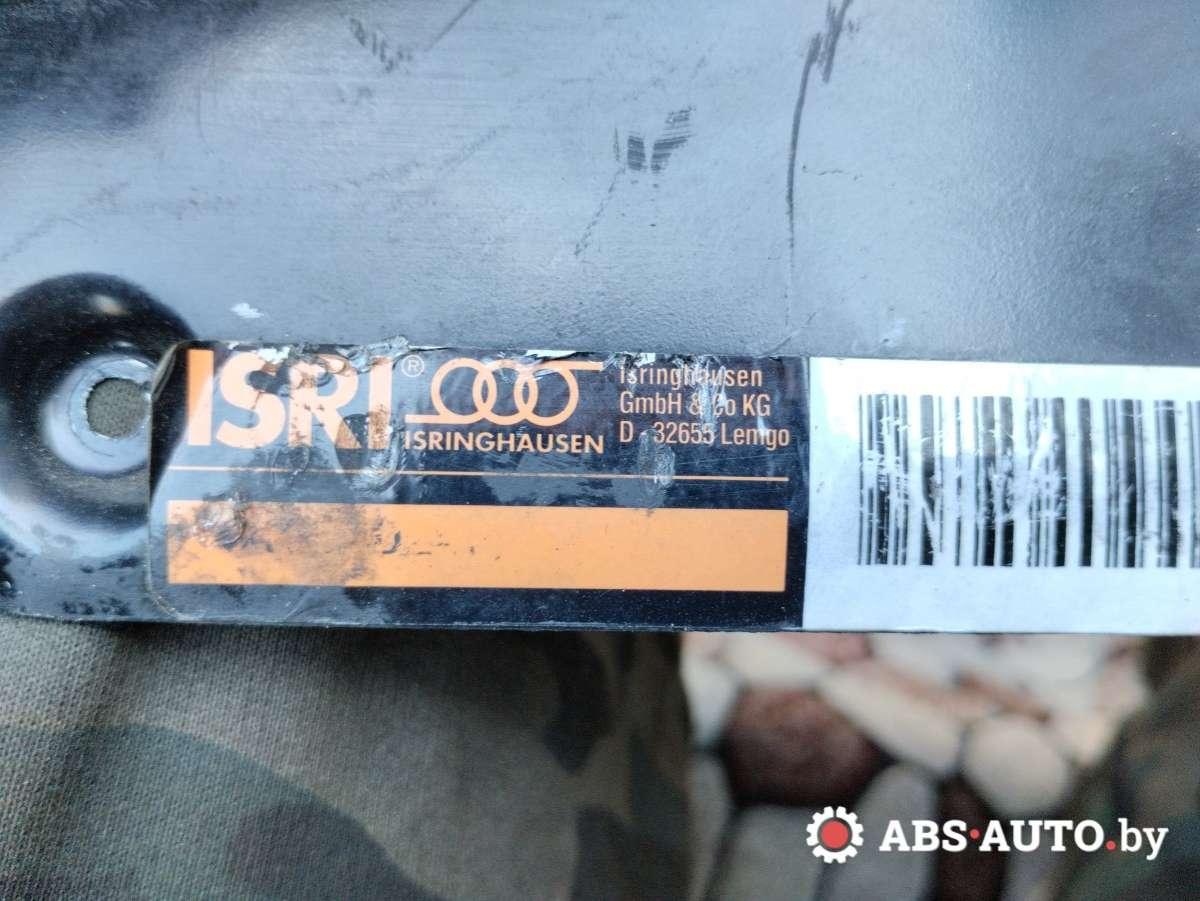 ISRI®
ISRINGHAUSEN
Isringhausen
GmbH & Co KG
D - 32655 Lemgo
ABS·AUTO.by